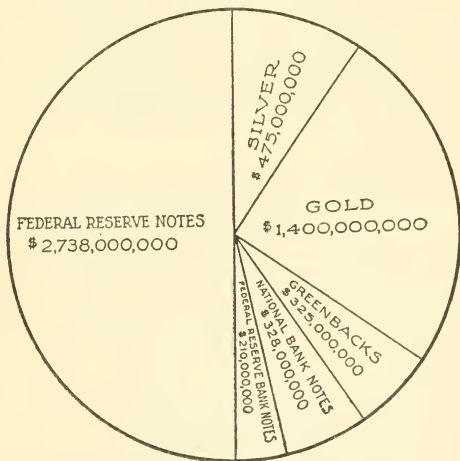 SILVER
$ 475,000,000
GOLD
$ 1,400,000,000
FEDERAL RESERVE NOTES
$ 2,738,000,000
GREENBACKS
$ 325,000,000
NATIONAL BANK NOTES
$ 328,000,000
FEDERAL RESERVE BANK NOTES
$ 210,000,000